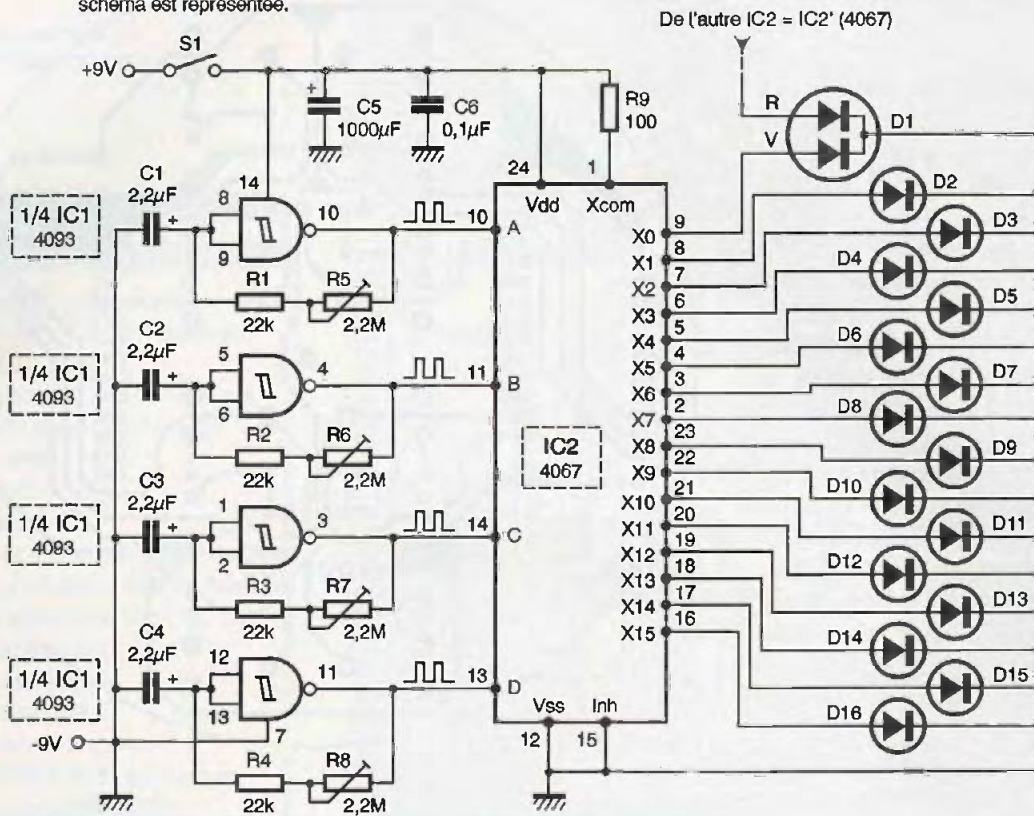 schéma est représentée.
De l'autre IC2 = IC2' (4067)
S1
+9V
R
V
D1
C5
1000µF
C6
0,1µF
R9
100
C1
2,2µF
14
24
1
Vdd
Xcom
1/4 IC1
4093
8
9
10
10
A
R1
22k
R5
2,2M
C2
2,2µF
1/4 IC1
4093
5
6
4
11
B
R2
22k
R6
2,2M
IC2
4067
C3
2,2µF
1/4 IC1
4093
1
2
3
14
C
R3
22k
R7
2,2M
C4
2,2µF
1/4 IC1
4093
12
13
11
13
D
7
-9V
R4
22k
R8
2,2M
Vss
Inh
12
15
X0 9
X1 8
X2 7
X3 6
X4 5
X5 4
X6 3
X7 2
X8 23
X9 22
X10 21
X11 20
X12 19
X13 18
X14 17
X15 16
D2
D3
D4
D5
D6
D7
D8
D9
D10
D11
D12
D13
D14
D15
D16